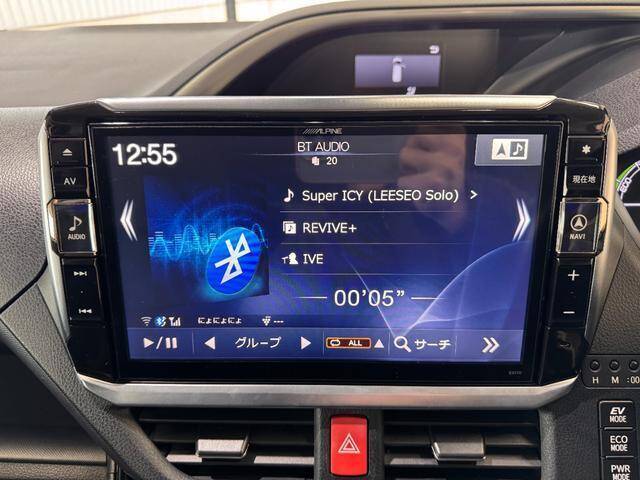 ALPINE
12:55
BT AUDIO
20
Super ICY (LEESEO Solo) >
REVIVE+
IVE
00'05"
にょにょによ
---
グループ
ALL
サーチ
AV
AUDIO
現在地
NAVI
+
−
H M :00
EV
MODE
ECO
MODE
PWR
MODE